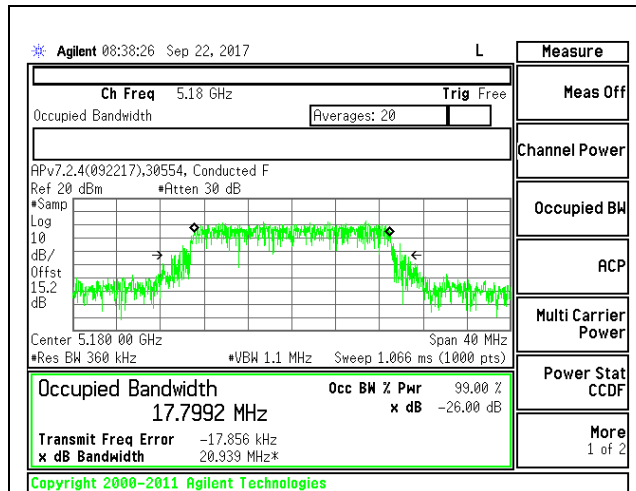 Agilent 08:38:26 Sep 22, 2017 L
Measure
Ch Freq 5.18 GHz Trig Free
Occupied Bandwidth Averages: 20
APv7.2.4(092217),30554, Conducted F
Ref 20 dBm #Atten 30 dB
#Samp
Log
10
dB/
Offst
15.2
dB
Center 5.180 00 GHz Span 40 MHz
#Res BW 360 kHz #VBW 1.1 MHz Sweep 1.066 ms (1000 pts)
Occupied Bandwidth Occ BW % Pwr 99.00 %
17.7992 MHz x dB -26.00 dB
Transmit Freq Error -17.856 kHz
x dB Bandwidth 20.939 MHz*
Copyright 2000-2011 Agilent Technologies
Meas Off
Channel Power
Occupied BW
ACP
Multi Carrier
Power
Power Stat
CCDF
More
1 of 2